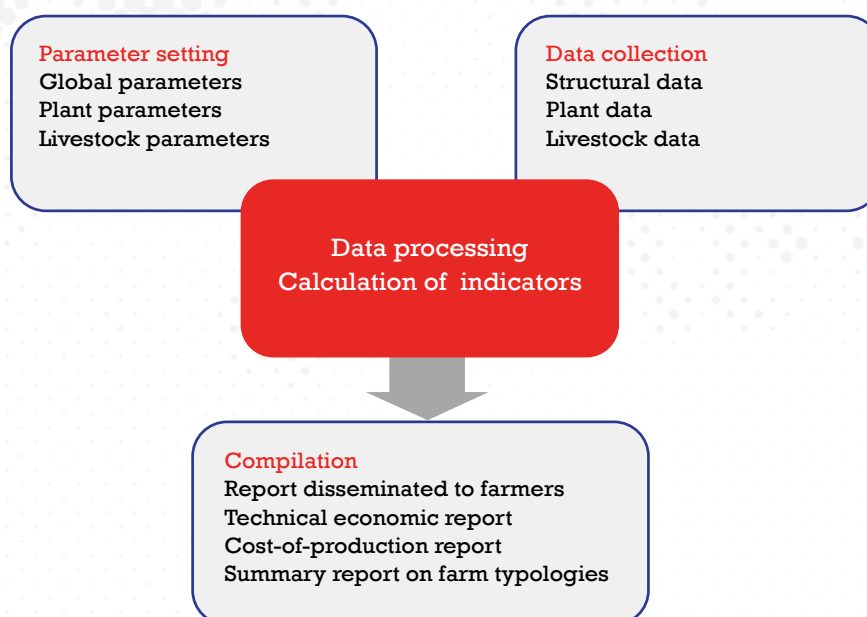 Parameter setting
Global parameters
Plant parameters
Livestock parameters
Data collection
Structural data
Plant data
Livestock data
Data processing
Calculation of indicators
Compilation
Report disseminated to farmers
Technical economic report
Cost-of-production report
Summary report on farm typologies